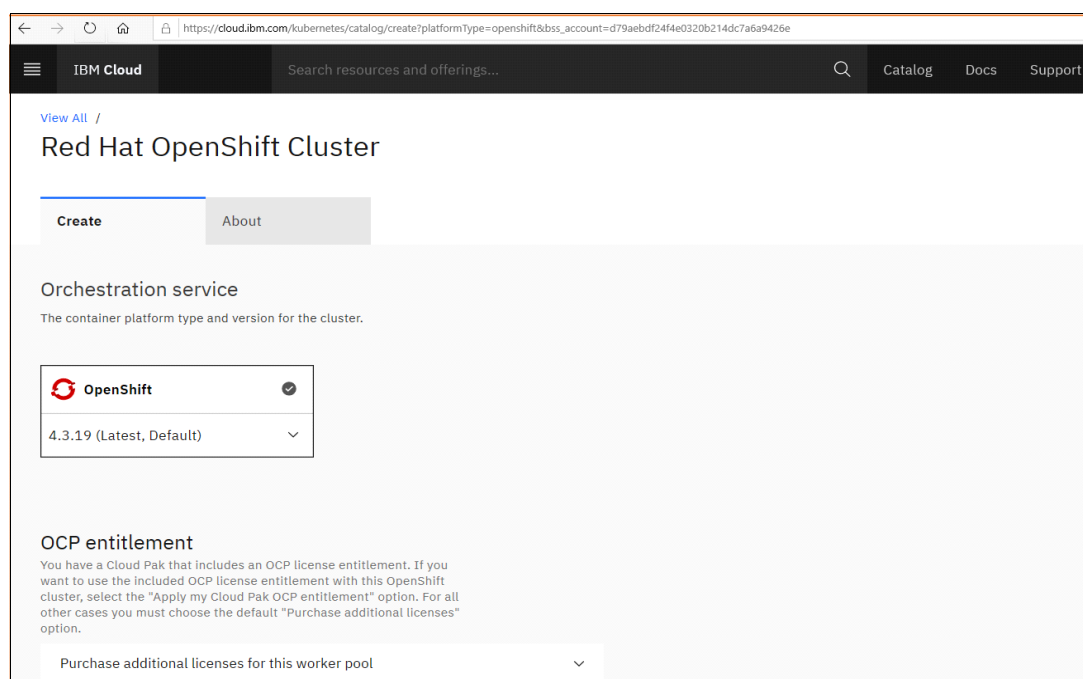 https://cloud.ibm.com/kubernetes/catalog/create?platformType=openshift&bss_account=d79aebdf24f4e0320b214dc7a6a9426e
IBM Cloud
Search resources and offerings...
Catalog
Docs
Support
View All /
Red Hat OpenShift Cluster
Create
About
Orchestration service
The container platform type and version for the cluster.
OpenShift
4.3.19 (Latest, Default)
OCP entitlement
You have a Cloud Pak that includes an OCP license entitlement. If you
want to use the included OCP license entitlement with this OpenShift
cluster, select the "Apply my Cloud Pak OCP entitlement" option. For all
other cases you must choose the default "Purchase additional licenses"
option.
Purchase additional licenses for this worker pool